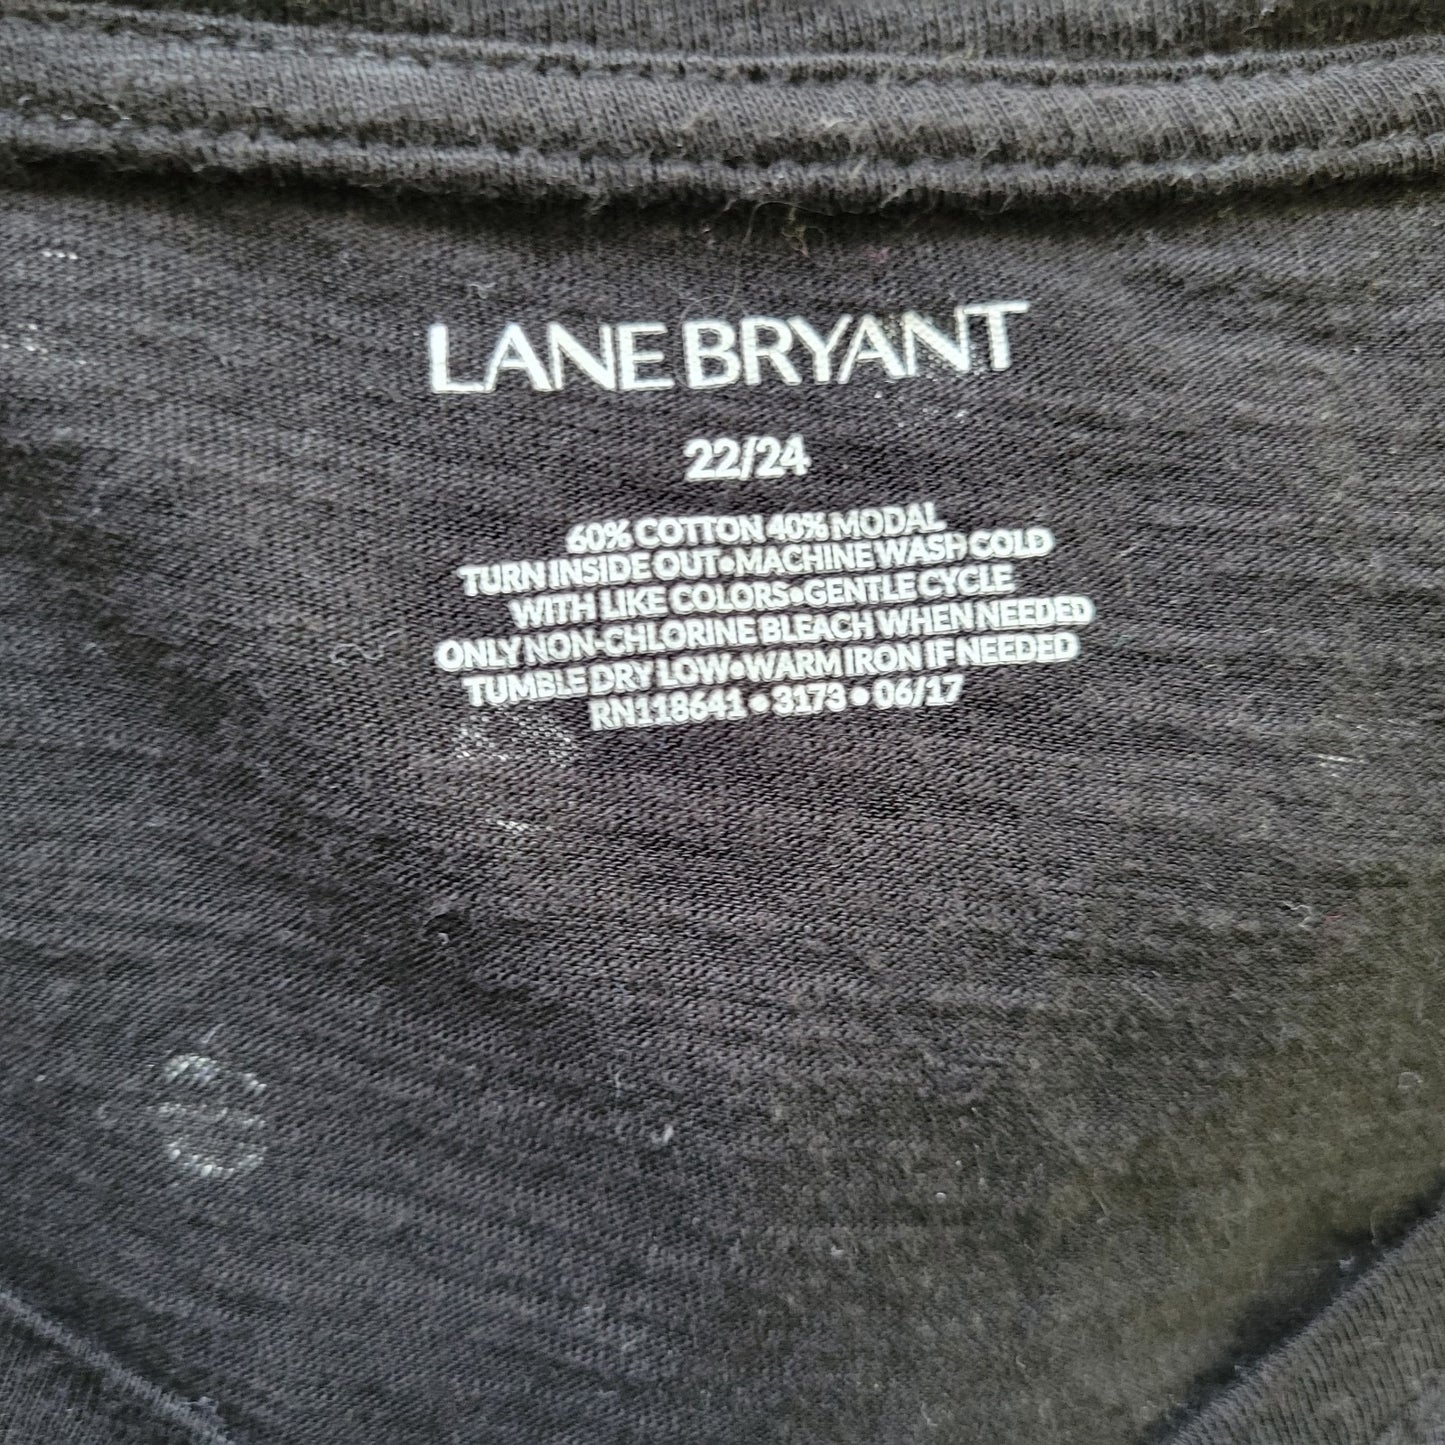 LANE BRYANT
22/24
60% COTTON 40% MODAL
TURN INSIDE OUT•MACHINE WASH COLD
WITH LIKE COLORS•GENTLE CYCLE
ONLY NON-CHLORINE BLEACH WHEN NEEDED
TUMBLE DRY LOW•WARM IRON IF NEEDED
RN118641 • 3173 • 06/17